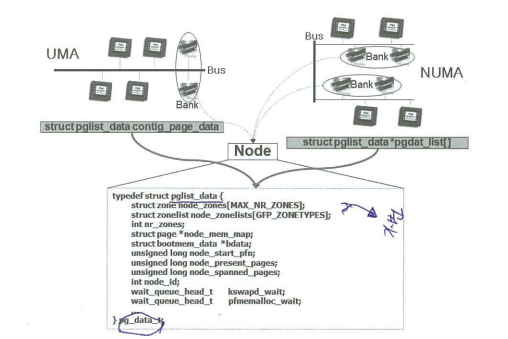 UMA
Bus
Bank
struct pglist_data contig_page_data
Bus
Bank
Bank
NUMA
struct pglist_data *pgdat_list[]
Node
typedef struct pglist_data {
struct zone node_zones[MAX_NR_ZONES];
struct zonelist node_zonelists[GFP_ZONETYPES];
int nr_zones;
struct page *node_mem_map;
struct bootmem_data *bdata;
unsigned long node_start_pfn;
unsigned long node_present_pages;
unsigned long node_spanned_pages;
int node_id;
wait_queue_head_t kswapd_wait;
wait_queue_head_t pfmemalloc_wait;
...
} pg_data_t;